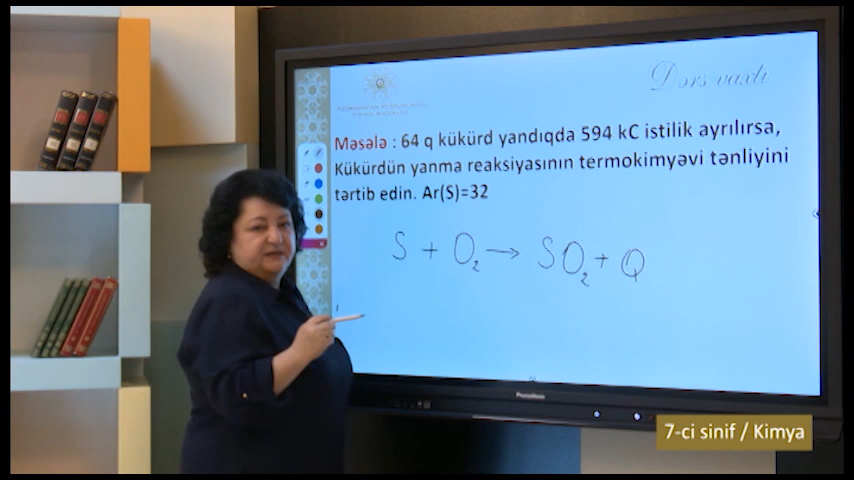 Dərs vaxtı
Məsələ : 64 q kükürd yandıqda 594 kC istilik ayrılırsa,
Kükürdün yanma reaksiyasının termokimyəvi tənliyini
tərtib edin. Ar(S)=32
S + O₂ → SO₂ + Q
Promethean
7-ci sinif / Kimya